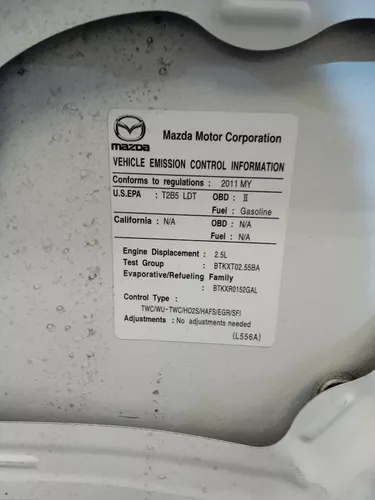 mazda
Mazda Motor Corporation
VEHICLE EMISSION CONTROL INFORMATION
Conforms to regulations : 2011 MY
U.S.EPA : T2B5 LDT OBD : II
Fuel : Gasoline
California : N/A OBD : N/A
Fuel : N/A
Engine Displacement : 2.5L
Test Group : BTKXT02.55BA
Evaporative/Refueling Family
: BTKXR0152GAL
Control Type :
TWC/WU-TWC/HO2S/HAFS/EGR/SFI
Adjustments : No adjustments needed
(L556A)